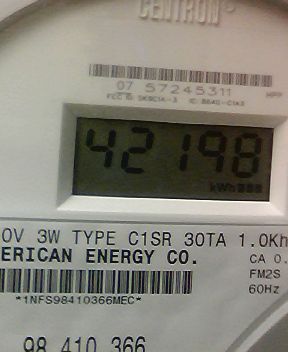 CENTRON
07 57245311
42198
kWh
0V 3W TYPE C1SR 30TA 1.0Kh
ERICAN ENERGY CO.
CA 0.
*1NFS98410366MEC*
FM2S
60Hz
98 410 366